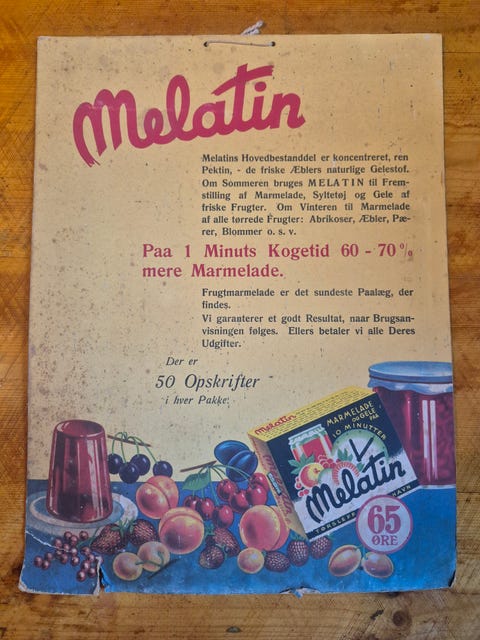 Melatin
Melatins Hovedbestanddel er koncentreret, ren
Pektin, - de friske Æblers naturlige Gelestof.
Om Sommeren bruges MELATIN til Frem-
stilling af Marmelade, Syltetøj og Gele af
friske Frugter. Om Vinteren til Marmelade
af alle tørrede Frugter: Abrikoser, Æbler, Pæ-
rer, Blommer o. s. v.
Paa 1 Minuts Kogetid 60 - 70%
mere Marmelade.
Frugtmarmelade er det sundeste Paalæg, der
findes.
Vi garanterer et godt Resultat, naar Brugsan-
visningen følges. Ellers betaler vi alle Deres
Udgifter.
Der er
50 Opskrifter
i hver Pakke.
Melatin
MARMELADE
OG GELE
PAA
10 MINUTTER
Melatin
65
ØRE